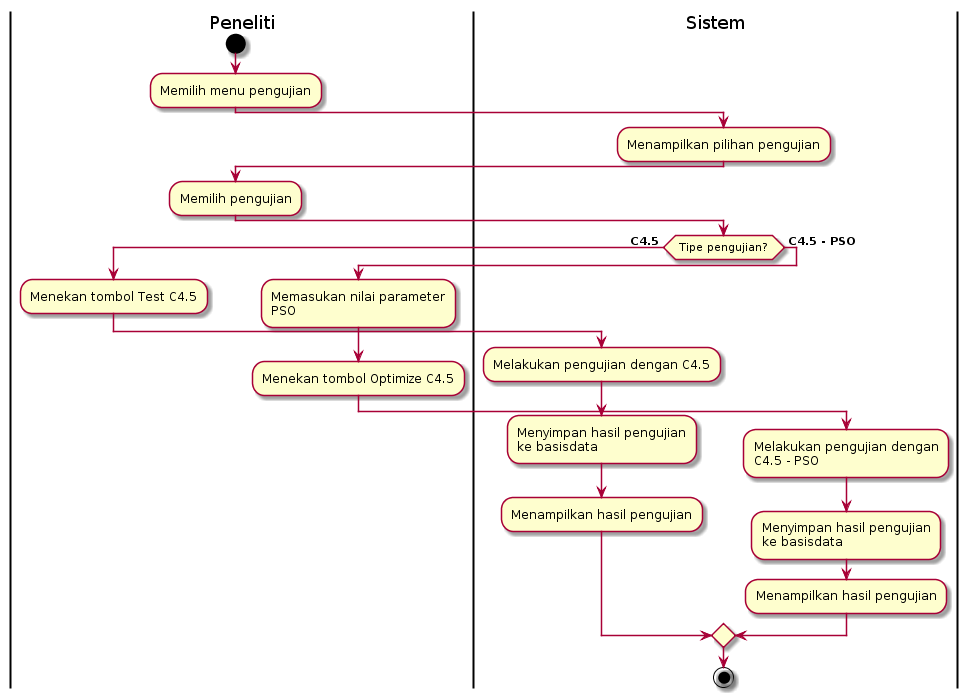 Peneliti
Sistem
Memilih menu pengujian
Menampilkan pilihan pengujian
Memilih pengujian
C4.5
Tipe pengujian?
C4.5 - PSO
Menekan tombol Test C4.5
Memasukan nilai parameter
PSO
Melakukan pengujian dengan C4.5
Menekan tombol Optimize C4.5
Menyimpan hasil pengujian
ke basisdata
Melakukan pengujian dengan
C4.5 - PSO
Menampilkan hasil pengujian
Menyimpan hasil pengujian
ke basisdata
Menampilkan hasil pengujian